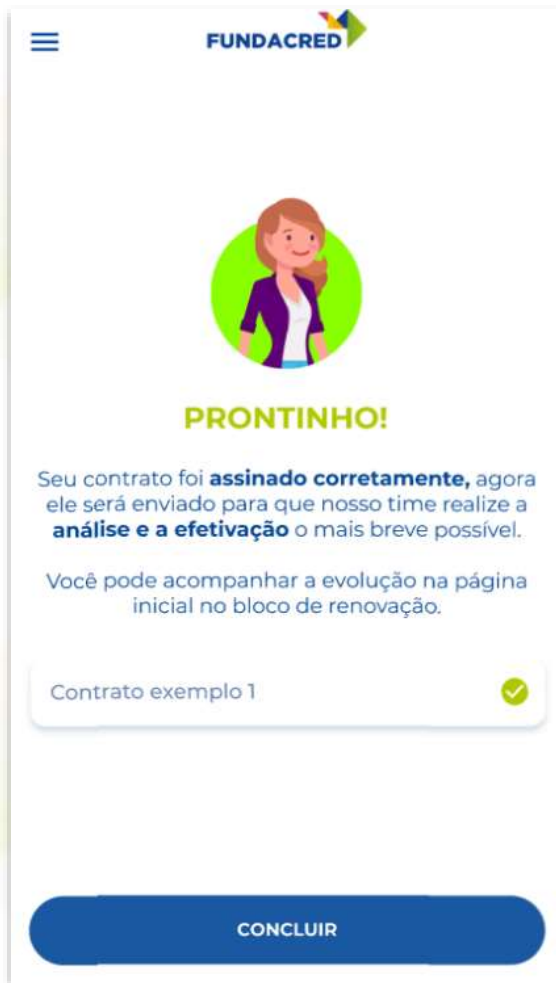 FUNDACRED
PRONTINHO!
Seu contrato foi assinado corretamente, agora
ele será enviado para que nosso time realize a
análise e a efetivação o mais breve possível.
Você pode acompanhar a evolução na página
inicial no bloco de renovação.
Contrato exemplo 1
CONCLUIR